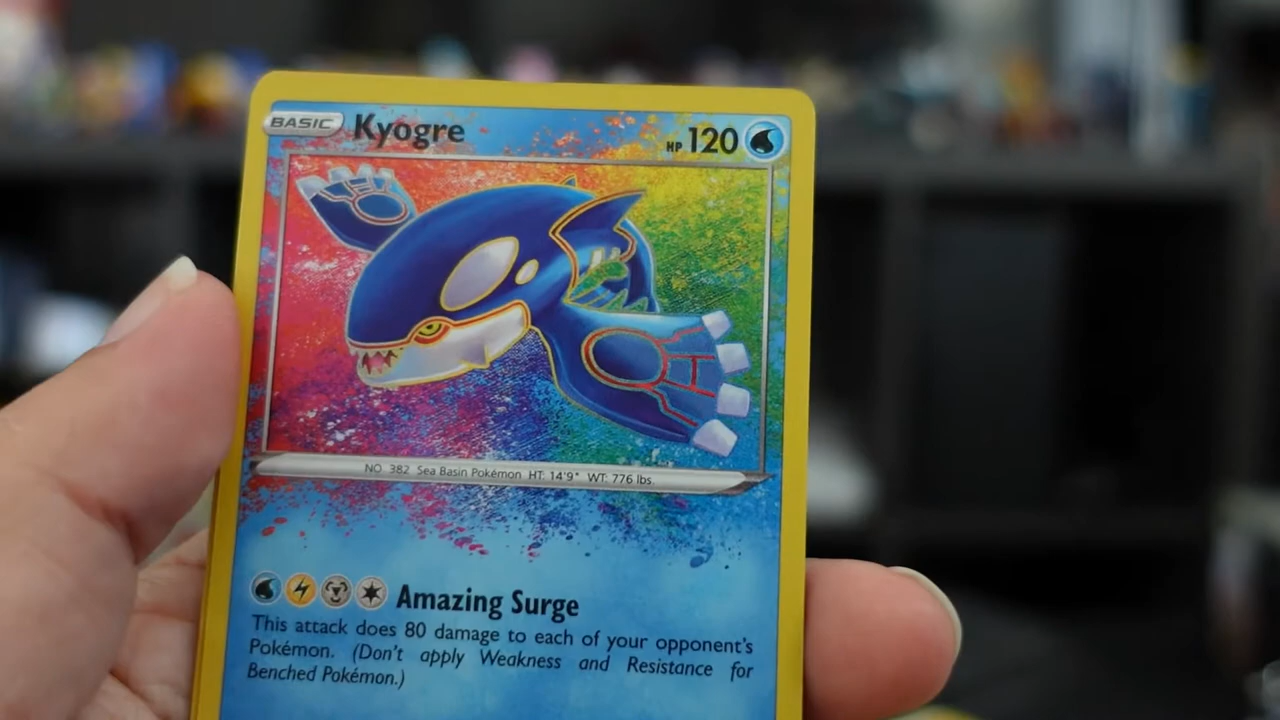 BASIC Kyogre HP 120
NO. 382 Sea Basin Pokémon HT: 14'9" WT: 776 lbs.
Amazing Surge
This attack does 80 damage to each of your opponent's
Pokémon. (Don't apply Weakness and Resistance for
Benched Pokémon.)